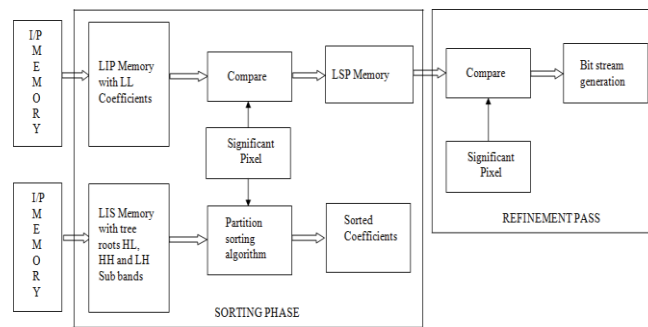 I/P
M
E
M
O
R
Y
LIP Memory
with LL
Coefficients
Compare
LSP Memory
Compare
Bit stream
generation
Significant
Pixel
Significant
Pixel
I/P
M
E
M
O
R
Y
LIS Memory
with tree
roots HL,
HH and LH
Sub bands
Partition
sorting
algorithm
Sorted
Coefficients
REFINEMENT PASS
SORTING PHASE